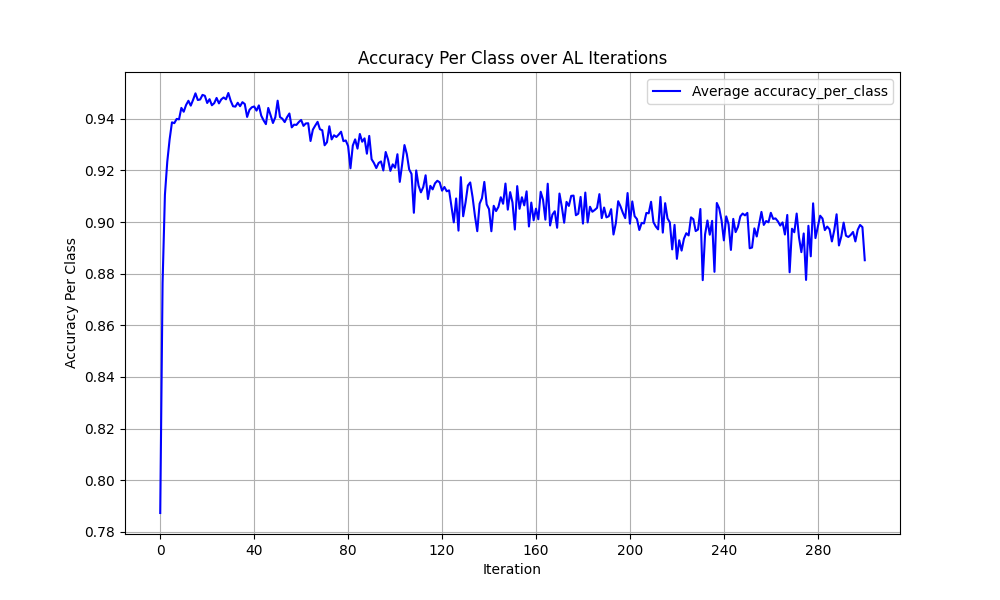 Accuracy Per Class over AL Iterations
Average accuracy_per_class
Accuracy Per Class
0.94
0.92
0.90
0.88
0.86
0.84
0.82
0.80
0.78
0 40 80 120 160 200 240 280
Iteration